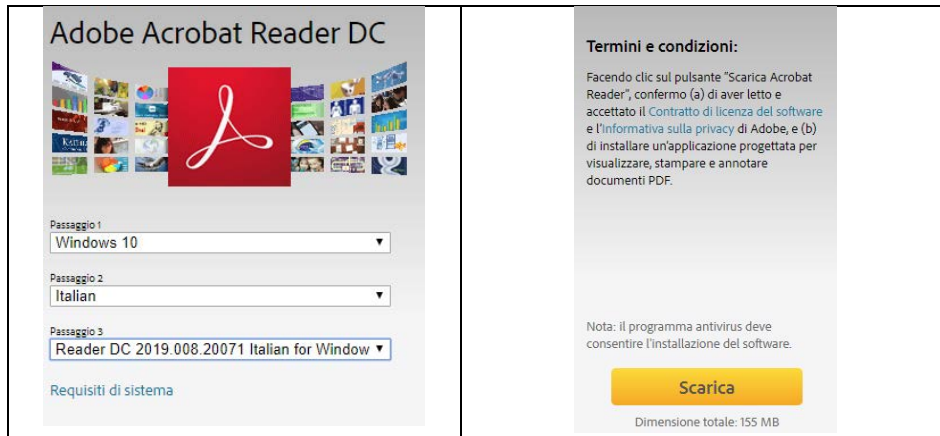 Adobe Acrobat Reader DC
Passaggio 1
Windows 10
Passaggio 2
Italian
Passaggio 3
Reader DC 2019.008.20071 Italian for Window
Requisiti di sistema
Termini e condizioni:
Facendo clic sul pulsante "Scarica Acrobat
Reader", confermo (a) di aver letto e
accettato il Contratto di licenza del software
e l'Informativa sulla privacy di Adobe, e (b)
di installare un'applicazione progettata per
visualizzare, stampare e annotare
documenti PDF.
Nota: il programma antivirus deve
consentire l'installazione del software.
Scarica
Dimensione totale: 155 MB